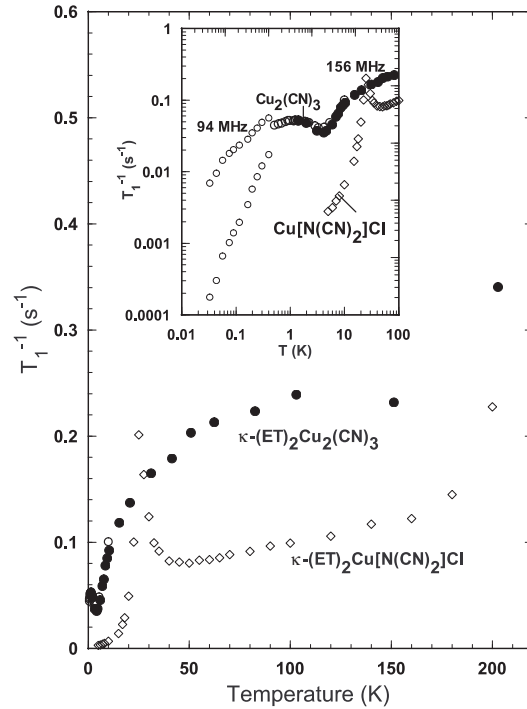 0.6
0.5
0.4
0.3
0.2
0.1
0
T₁⁻¹ (s⁻¹)
0 50 100 150 200
Temperature (K)
κ-(ET)₂Cu₂(CN)₃
κ-(ET)₂Cu[N(CN)₂]Cl
1
0.1
0.01
0.001
0.0001
T₁⁻¹ (s⁻¹)
156 MHz
Cu₂(CN)₃
94 MHz
Cu[N(CN)₂]Cl
0.01 0.1 1 10 100
T (K)